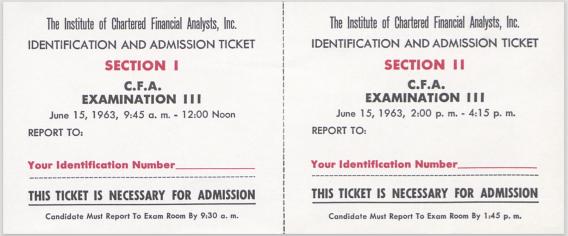 The Institute of Chartered Financial Analysts, Inc.
IDENTIFICATION AND ADMISSION TICKET
SECTION I
C.F.A.
EXAMINATION III
June 15, 1963, 9:45 a. m. - 12:00 Noon
REPORT TO:
Your Identification Number
THIS TICKET IS NECESSARY FOR ADMISSION
Candidate Must Report To Exam Room By 9:30 a. m.
The Institute of Chartered Financial Analysts, Inc.
IDENTIFICATION AND ADMISSION TICKET
SECTION II
C.F.A.
EXAMINATION III
June 15, 1963, 2:00 p. m. - 4:15 p. m.
REPORT TO:
Your Identification Number
THIS TICKET IS NECESSARY FOR ADMISSION
Candidate Must Report To Exam Room By 1:45 p. m.